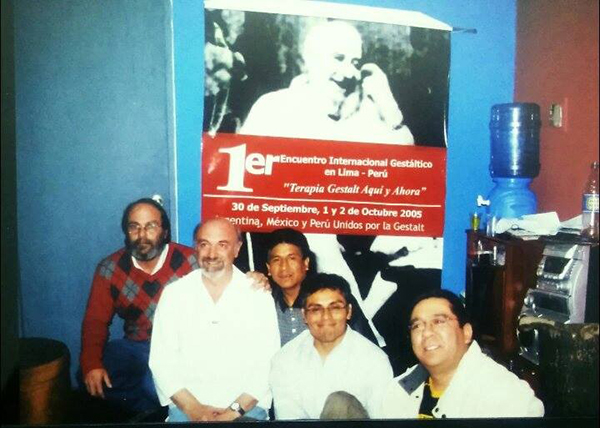 1er Encuentro Internacional Gestáltico
en Lima - Perú
"Terapia Gestalt Aquí y Ahora"
30 de Septiembre, 1 y 2 de Octubre 2005
gentina, México y Perú Unidos por la Gestalt